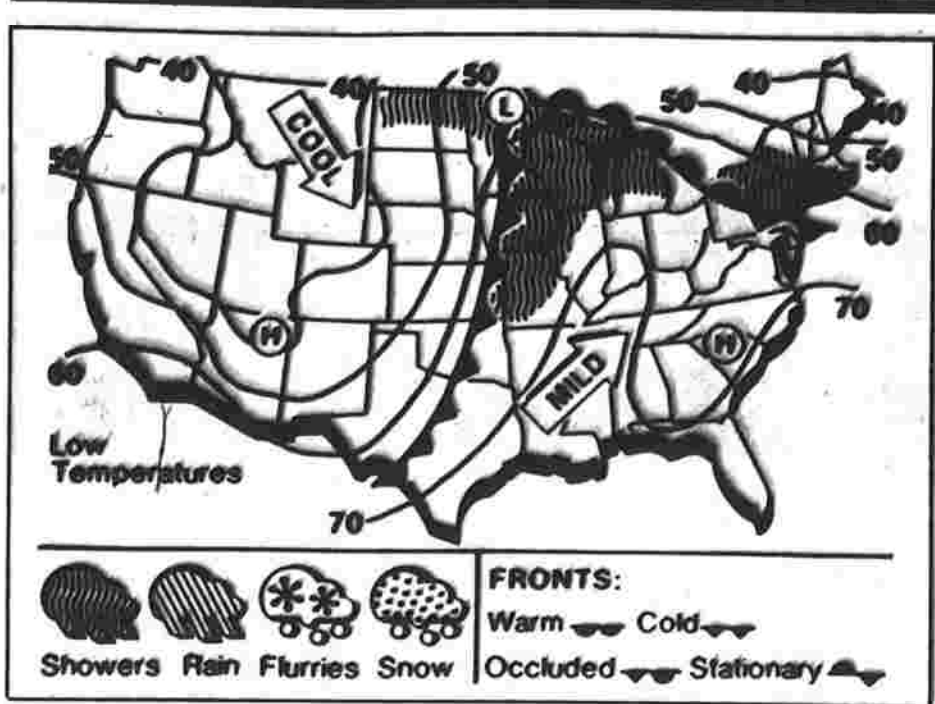 40
40
50
L
50
40
40
COOL
50
50
60
H
H
70
MILD
60
Low
Temperatures
70
FRONTS:
Warm Cold
Showers Rain Flurries Snow
Occluded Stationary